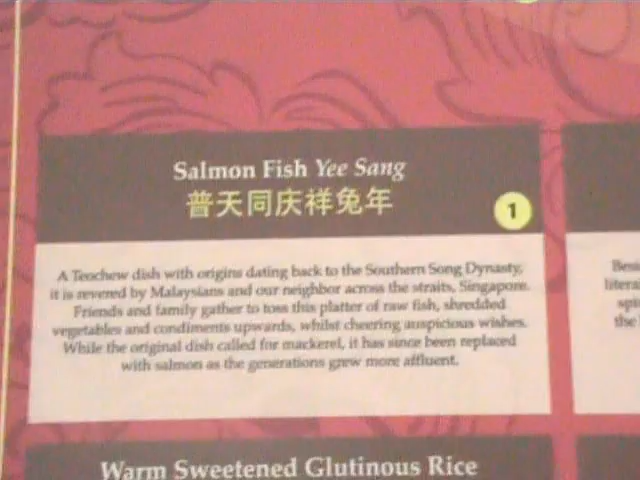 Salmon Fish Yee Sang
普天同庆祥兔年
1
A Teochew dish with origins dating back to the Southern Song Dynasty,
it is revered by Malaysians and our neighbor across the straits, Singapore.
Friends and family gather to toss this platter of raw fish, shredded
vegetables and condiments upwards, whilst cheering auspicious wishes.
While the original dish called for mackerel, it has since been replaced
with salmon as the generations grew more affluent.
the
Warm Sweetened Glutinous Rice